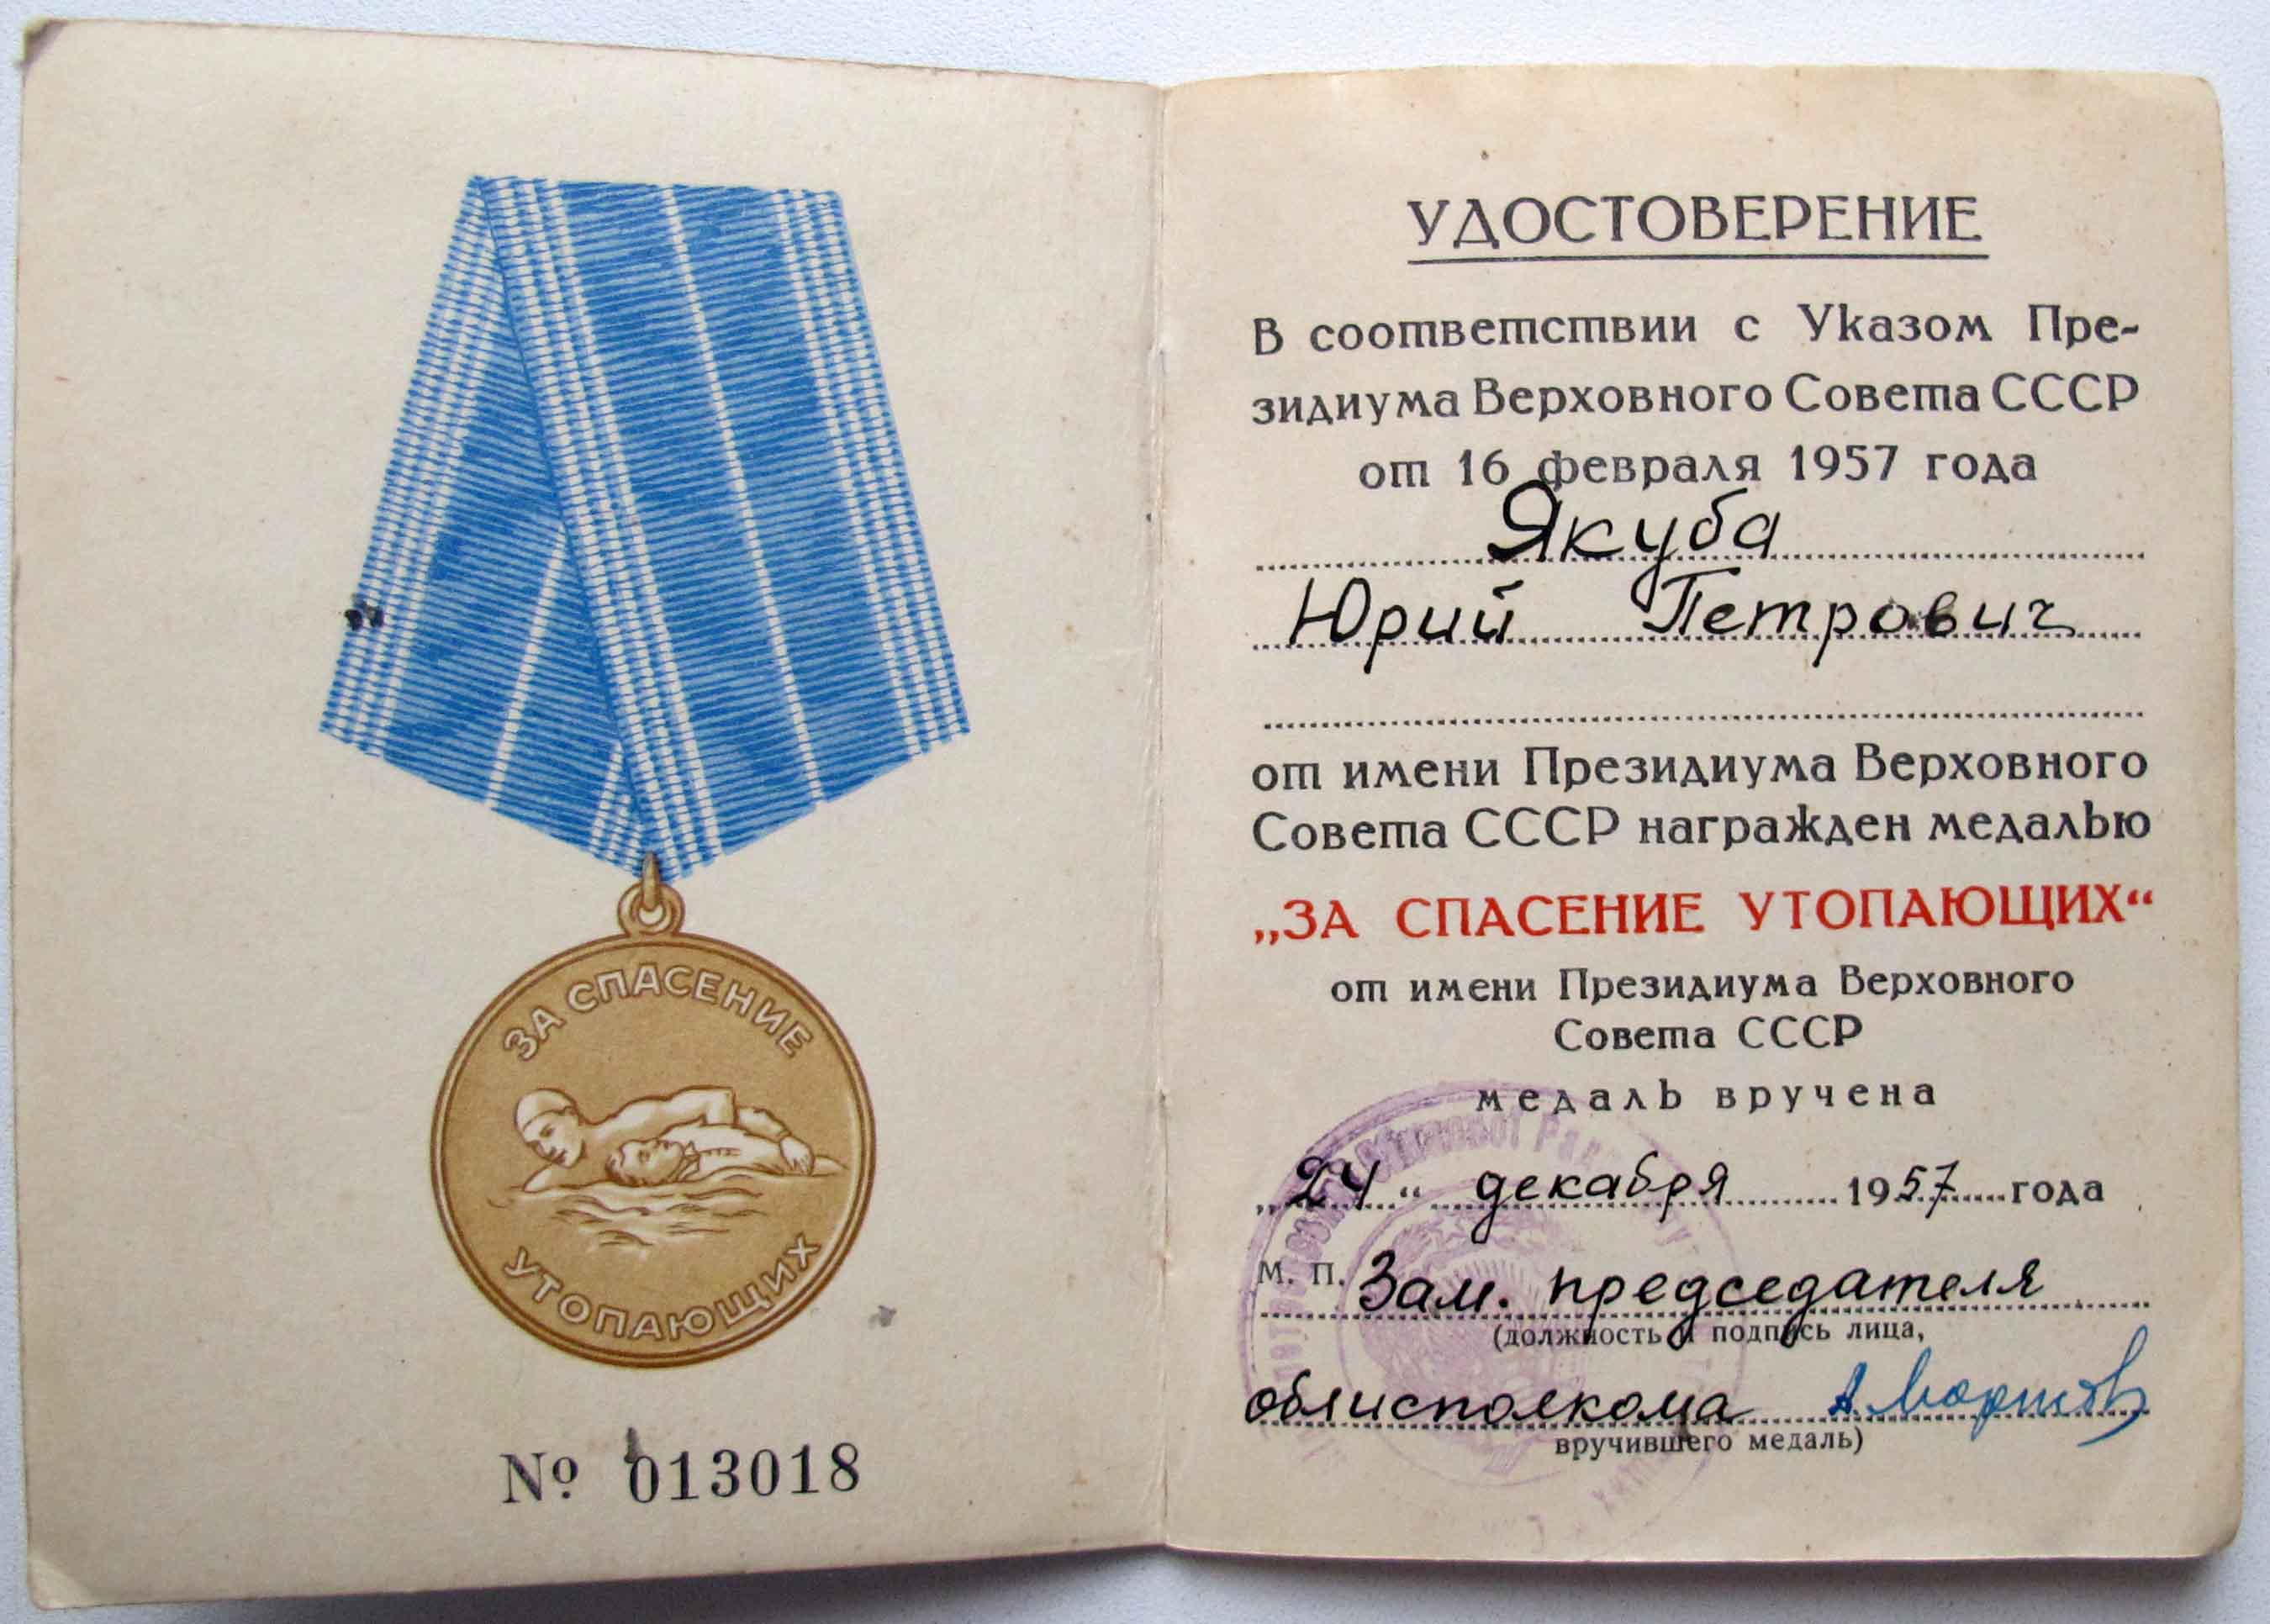 ЗА СПАСЕНИЕ
УТОПАЮЩИХ
№ 013018
УДОСТОВЕРЕНИЕ
В соответствии с Указом Пре-
зидиума Верховного Совета СССР
от 16 февраля 1957 года
Якуба
Юрий Петрович
от имени Президиума Верховного
Совета СССР награжден медалью
„ЗА СПАСЕНИЕ УТОПАЮЩИХ“
от имени Президиума Верховного
Совета СССР
медаль вручена
„24“ декабря 1957 года
М. П. Зам. председателя
(должность и подпись лица,
облисполкома
вручившего медаль)